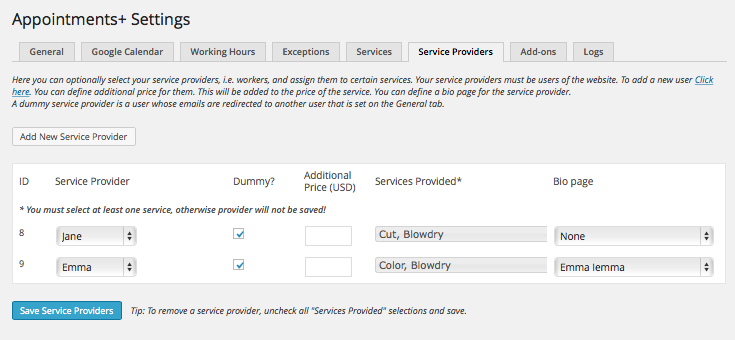 Appointments+ Settings
General Google Calendar Working Hours Exceptions Services Service Providers Add-ons Logs
Here you can optionally select your service providers, i.e. workers, and assign them to certain services. Your service providers must be users of the website. To add a new user Click
here. You can define additional price for them. This will be added to the price of the service. You can define a bio page for the service provider.
A dummy service provider is a user whose emails are redirected to another user that is set on the General tab.
Add New Service Provider
ID Service Provider Dummy? Additional Price (USD) Services Provided* Bio page
* You must select at least one service, otherwise provider will not be saved!
8 Jane Cut, Blowdry None
9 Emma Color, Blowdry Emma Iemma
Save Service Providers Tip: To remove a service provider, uncheck all "Services Provided" selections and save.